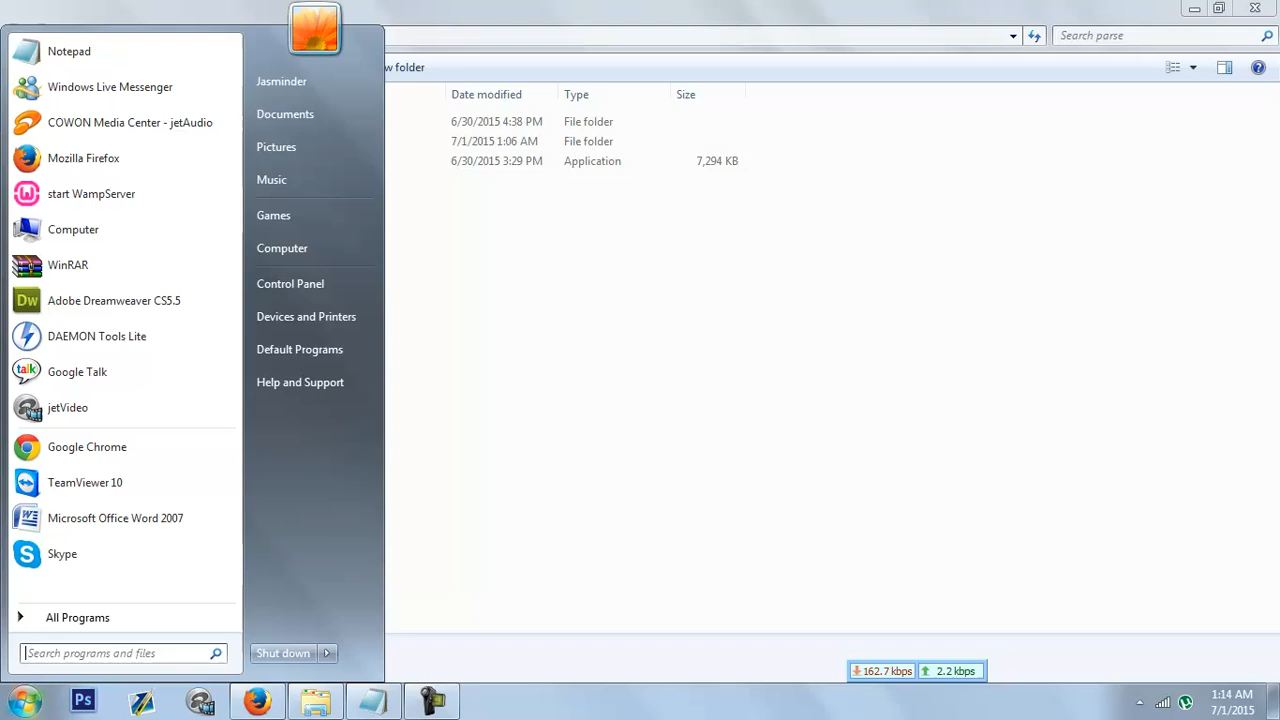 Notepad
Windows Live Messenger
COWON Media Center - jetAudio
Mozilla Firefox
start WampServer
Computer
WinRAR
Adobe Dreamweaver CS5.5
DAEMON Tools Lite
Google Talk
jetVideo
Google Chrome
TeamViewer 10
Microsoft Office Word 2007
Skype
All Programs
Search programs and files
Jasminder
Documents
Pictures
Music
Games
Computer
Control Panel
Devices and Printers
Default Programs
Help and Support
Shut down
Search parse
w folder
Date modified Type Size
6/30/2015 4:38 PM File folder
7/1/2015 1:06 AM File folder
6/30/2015 3:29 PM Application 7,294 KB
162.7 kbps 2.2 kbps
Dw
talk
W
S
Ps
1:14 AM
7/1/2015